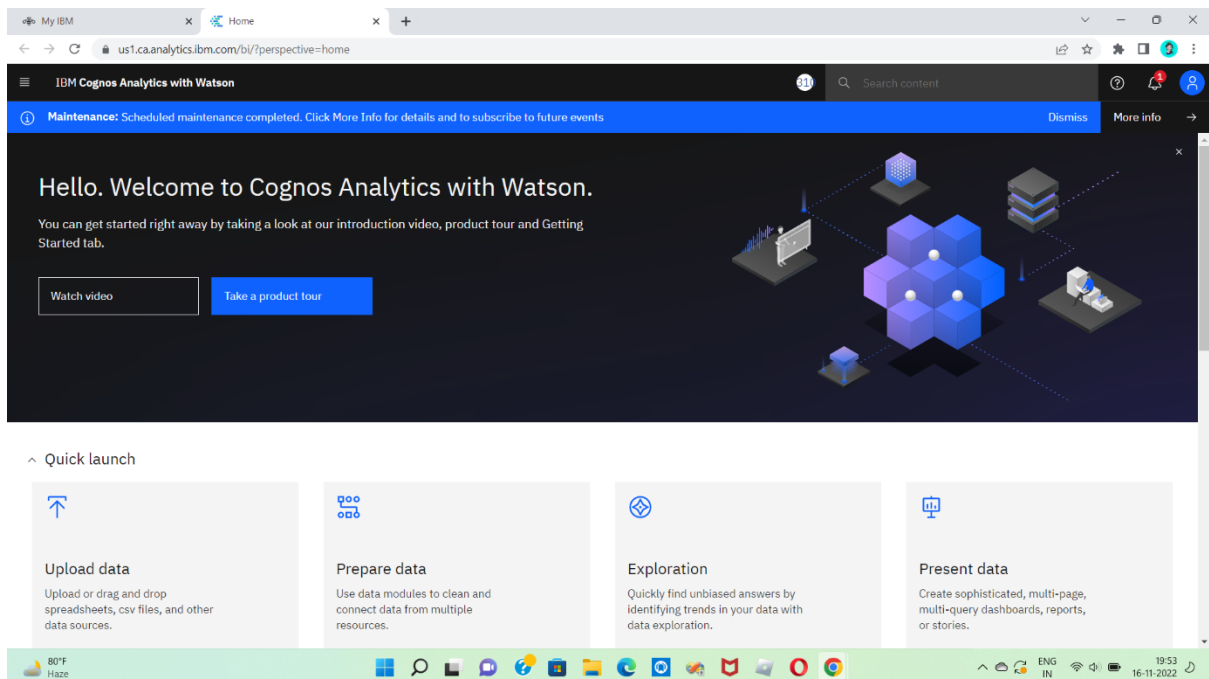 My IBM
Home
us1.ca.analytics.ibm.com/bi/?perspective=home
IBM Cognos Analytics with Watson
310
Search content
1
Maintenance: Scheduled maintenance completed. Click More Info for details and to subscribe to future events
Dismiss
More info
Hello. Welcome to Cognos Analytics with Watson.
You can get started right away by taking a look at our introduction video, product tour and Getting
Started tab.
Watch video
Take a product tour
Quick launch
Upload data
Upload or drag and drop
spreadsheets, csv files, and other
data sources.
Prepare data
Use data modules to clean and
connect data from multiple
resources.
Exploration
Quickly find unbiased answers by
identifying trends in your data with
data exploration.
Present data
Create sophisticated, multi-page,
multi-query dashboards, reports,
or stories.
80°F
Haze
ENG
IN
19:53
16-11-2022